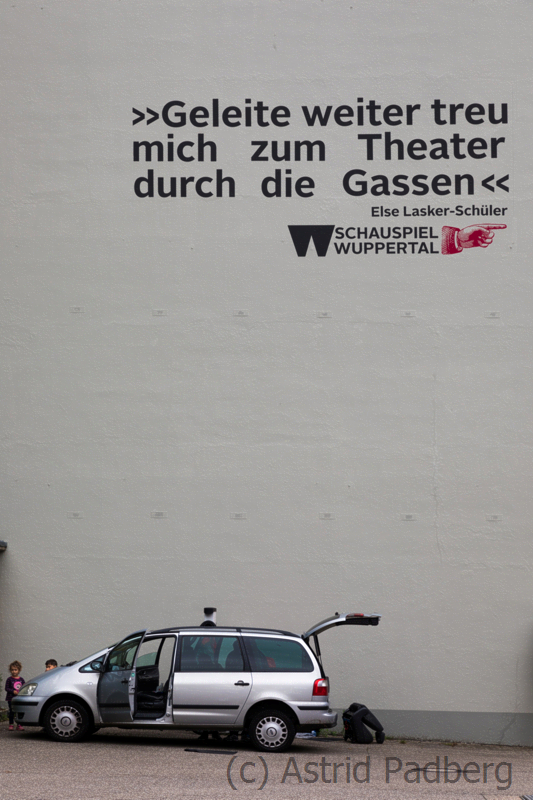 »Geleite weiter treu
mich zum Theater
durch die Gassen«
Else Lasker-Schüler
W SCHAUSPIEL
WUPPERTAL
(c) Astrid Padberg